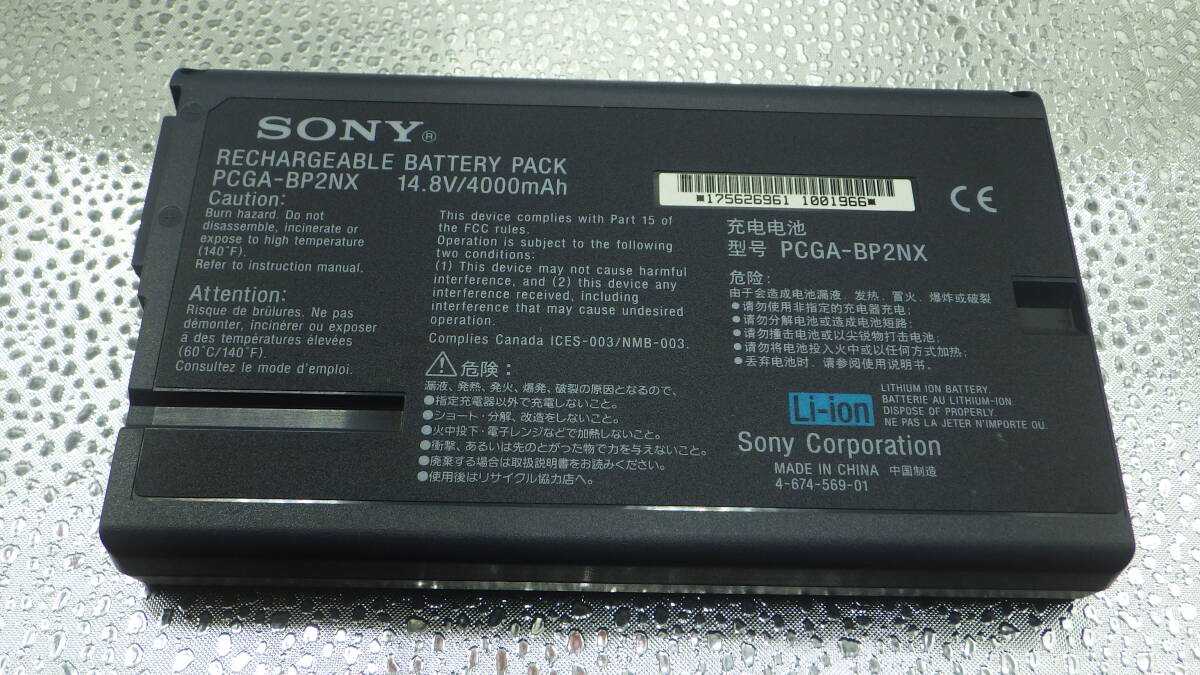 SONY®
RECHARGEABLE BATTERY PACK
PCGA-BP2NX 14.8V/4000mAh
Caution:
Burn hazard. Do not
disassemble, incinerate or
expose to high temperature
(140°F).
Refer to instruction manual.
Attention:
Risque de brûlures. Ne pas
démonter, incinérer ou exposer
à des températures élevées
(60°C/140°F).
Consultez le mode d'emploi.
This device complies with Part 15 of
the FCC rules.
Operation is subject to the following
two conditions:
(1) This device may not cause harmful
interference, and (2) this device any
interference received, including
interference that may cause undesired
operation.
Complies Canada ICES-003/NMB-003.
危険：
漏液、発熱、発火、爆発、破裂の原因となるので、
●指定充電器以外で充電しないこと。
●ショート・分解、改造をしないこと。
●火中投下・電子レンジなどで加熱しないこと。
●衝撃、あるいは先のとがった物で力を与えないこと。
●廃棄する場合は取扱説明書をお読みください。
●使用後はリサイクル協力店へ。
*175626961 1001966*
CE
充电电池
型号 PCGA-BP2NX
危险：
由于会造成电池漏液、发热、冒火、爆炸或破裂
●请勿使用非指定的充电器充电；
●请勿分解电池或造成电池短路；
●请勿撞击电池或以尖锐物打击电池；
●请勿将电池投入火中或以任何方式加热；
●丢弃电池时、请参阅使用说明书。
Li-ion
LITHIUM ION BATTERY.
BATTERIE AU LITHIUM-ION.
DISPOSE OF PROPERLY.
NE PAS LA JETER N'IMPORTE OÙ.
Sony Corporation
MADE IN CHINA 中国制造
4-674-569-01